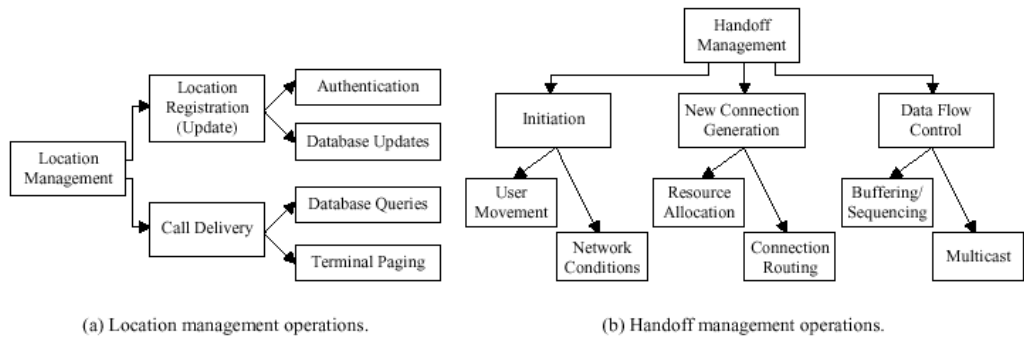 Location
Management
Location
Registration
(Update)
Authentication
Database Updates
Call Delivery
Database Queries
Terminal Paging
(a) Location management operations.
Handoff
Management
Initiation
New Connection
Generation
Data Flow
Control
User
Movement
Network
Conditions
Resource
Allocation
Connection
Routing
Buffering/
Sequencing
Multicast
(b) Handoff management operations.